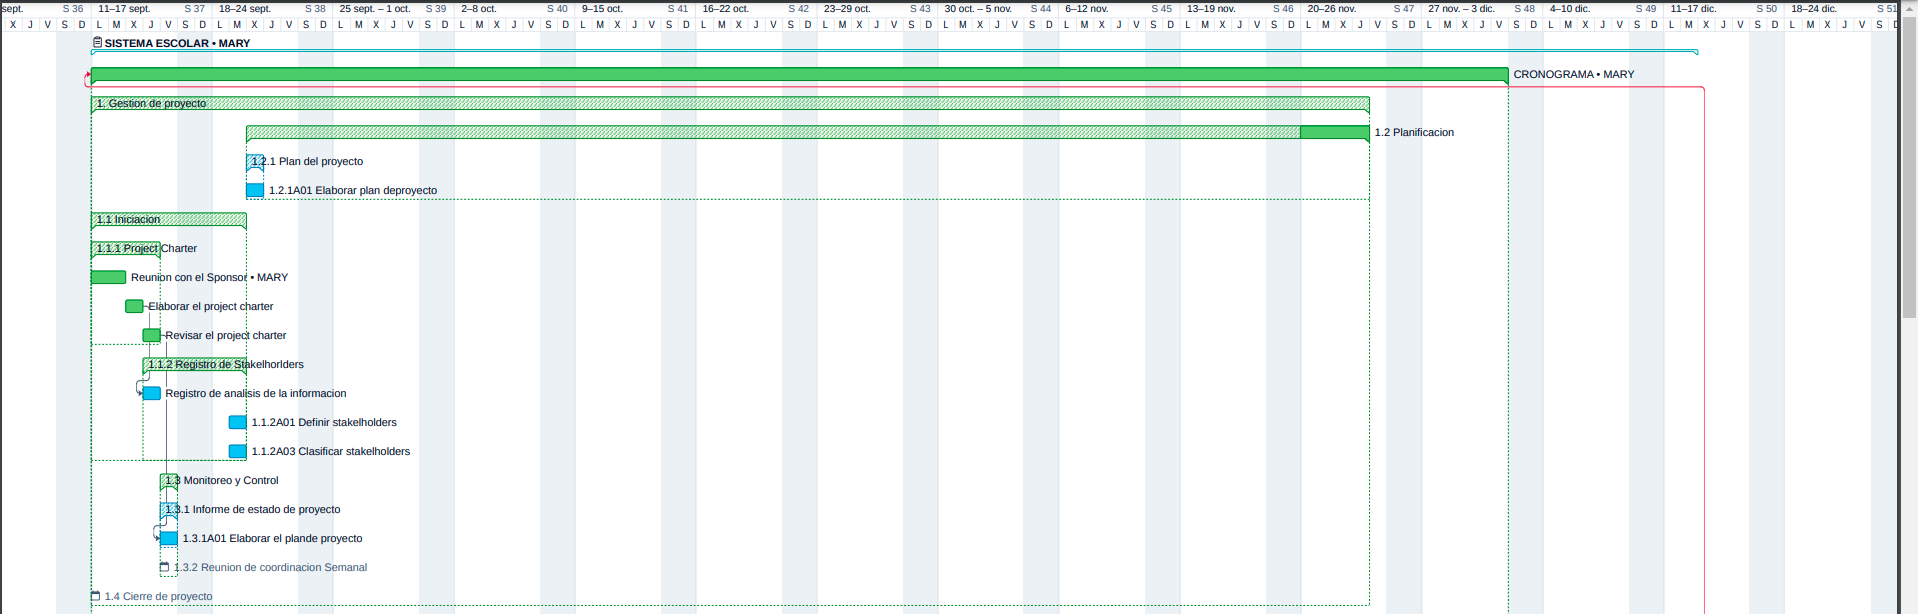 sept. S 36 11–17 sept. S 37 18–24 sept. S 38 25 sept. – 1 oct. S 39 2–8 oct. S 40 9–15 oct. S 41 16–22 oct. S 42 23–29 oct. S 43 30 oct. – 5 nov. S 44 6–12 nov. S 45 13–19 nov. S 46 20–26 nov. S 47 27 nov. – 3 dic. S 48 4–10 dic. S 49 11–17 dic. S 50 18–24 dic. S 51
X J V S D L M X J V S D L M X J V S D L M X J V S D L M X J V S D L M X J V S D L M X J V S D L M X J V S D L M X J V S D L M X J V S D L M X J V S D L M X J V S D L M X J V S D L M X J V S D L M X J V S D L M X J V S D
SISTEMA ESCOLAR • MARY
CRONOGRAMA • MARY
1. Gestion de proyecto
1.2 Planificacion
1.2.1 Plan del proyecto
1.2.1A01 Elaborar plan deproyecto
1.1 Iniciacion
1.1.1 Project Charter
Reunion con el Sponsor • MARY
Elaborar el project charter
Revisar el project charter
1.1.2 Registro de Stakelhorlders
Registro de analisis de la informacion
1.1.2A01 Definir stakelholders
1.1.2A03 Clasificar stakelholders
1.3 Monitoreo y Control
1.3.1 Informe de estado de proyecto
1.3.1A01 Elaborar el plande proyecto
1.3.2 Reunion de coordinacion Semanal
1.4 Cierre de proyecto